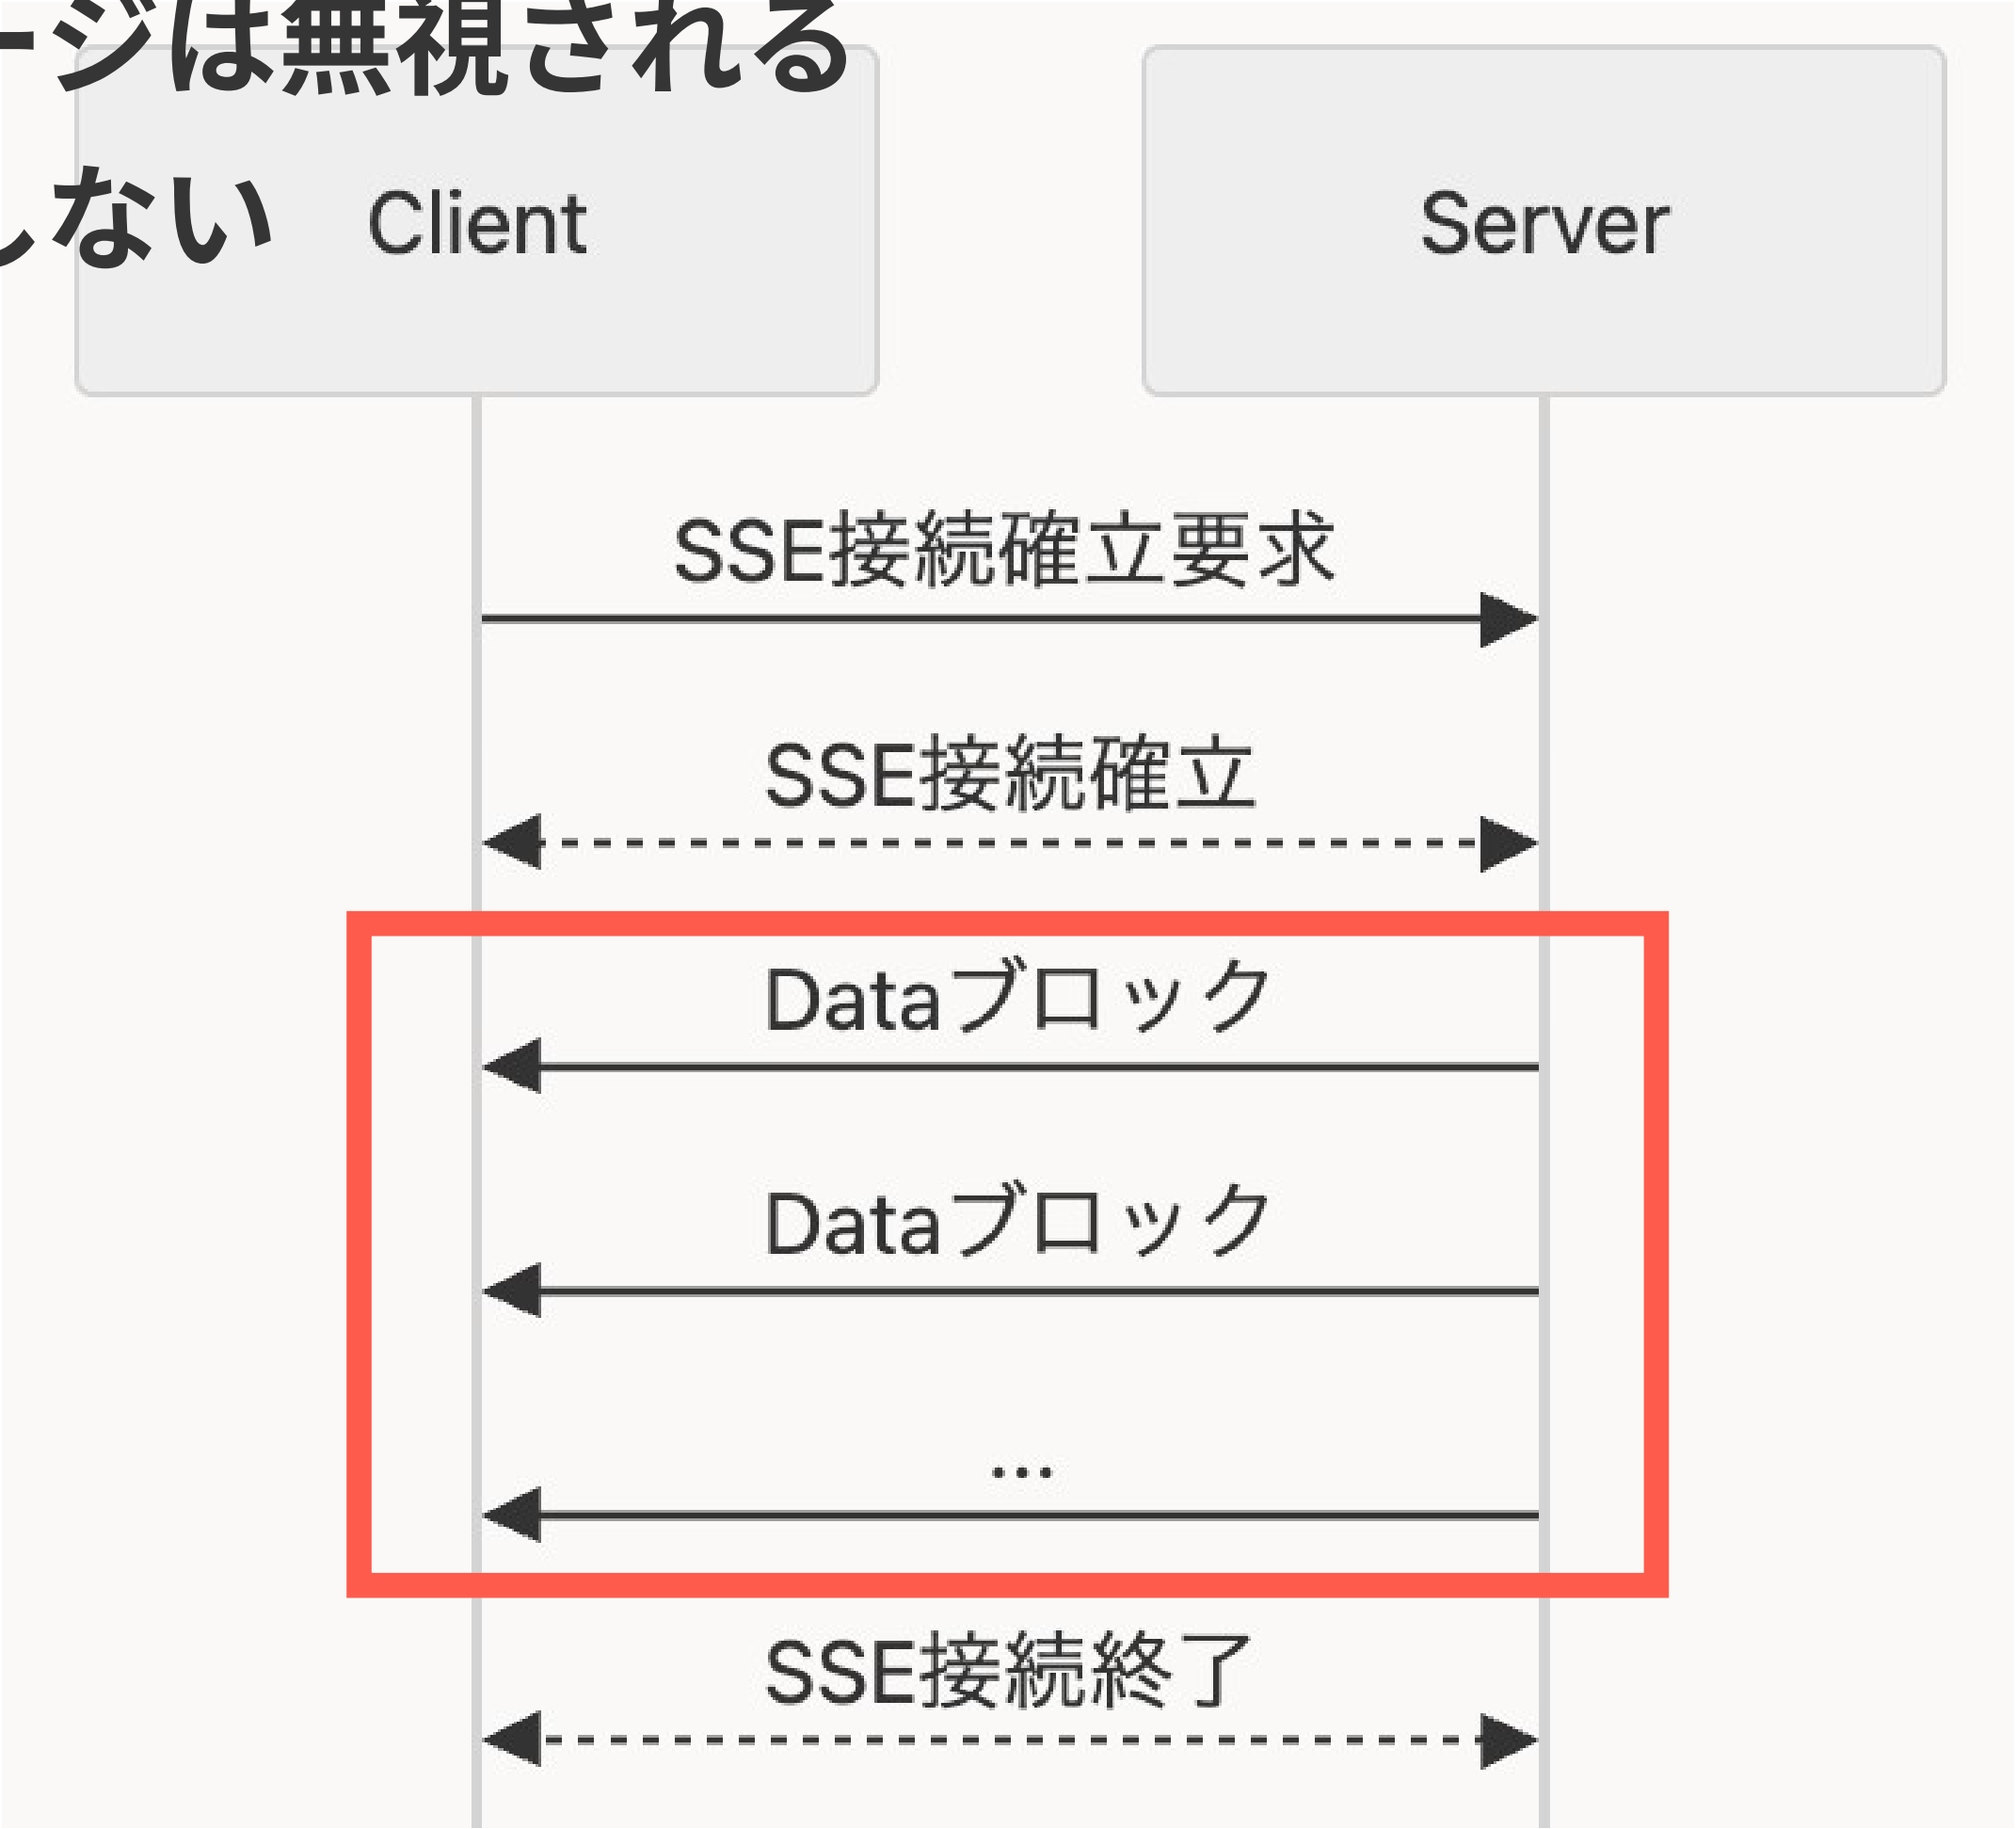 ージは無視される
しない
Client
Server
SSE接続確立要求
SSE接続確立
Dataブロック
Dataブロック
...
SSE接続終了